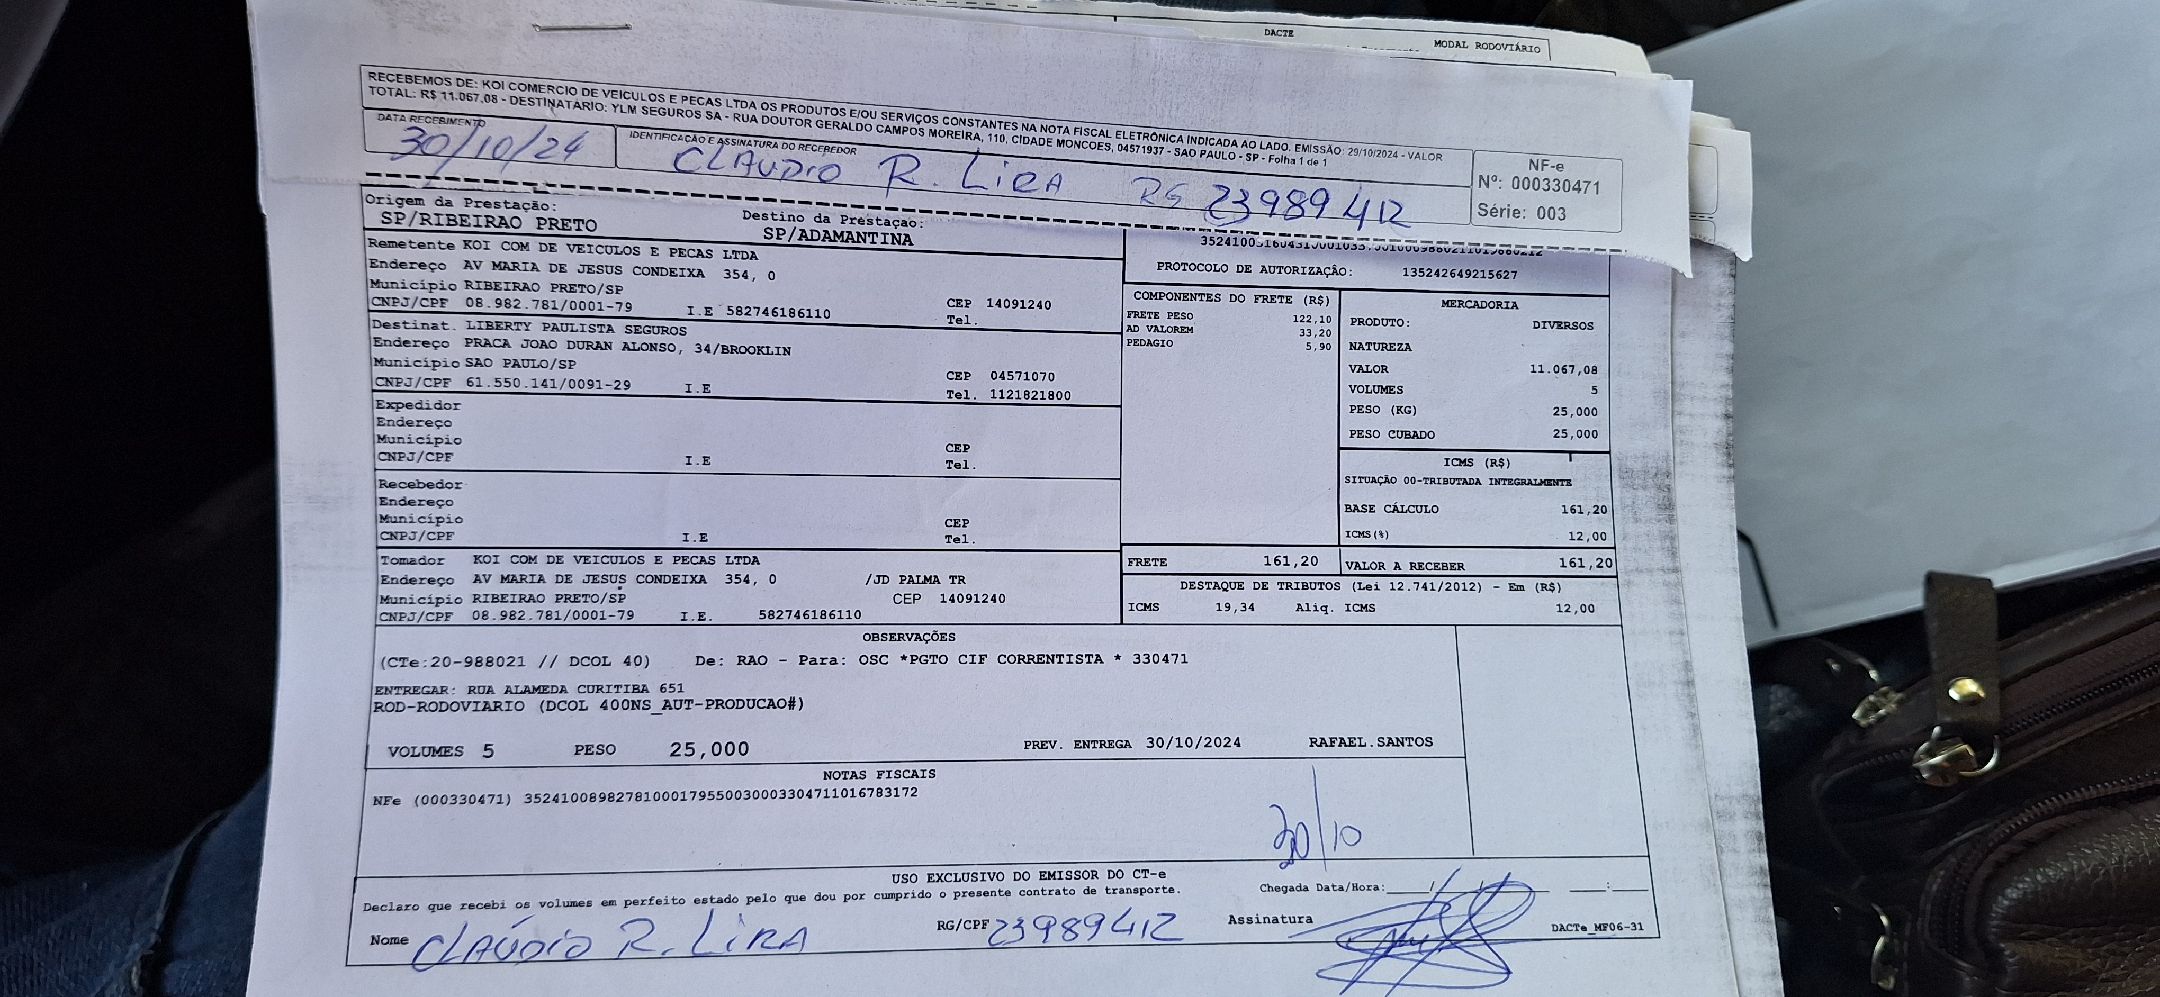 DACTE
MODAL RODOVIÁRIO
RECEBEMOS DE: KOI COMERCIO DE VEICULOS E PECAS LTDA OS PRODUTOS E/OU SERVIÇOS CONSTANTES NA NOTA FISCAL ELETRÔNICA INDICADA AO LADO. EMISSÃO: 29/10/2024 - VALOR
TOTAL: R$ 11.067,08 - DESTINATÁRIO: YLM SEGUROS SA - RUA DOUTOR GERALDO CAMPOS MOREIRA, 110, CIDADE MONCOES, 04571937 - SAO PAULO - SP - Folha 1 de 1
DATA RECEBIMENTO
30/10/24
IDENTIFICAÇÃO E ASSINATURA DO RECEBEDOR
CLAUDIO R. LIRA RG 23989412
NF-e
Nº: 000330471
Série: 003
Origem da Prestação:
SP/RIBEIRAO PRETO
Destino da Prestação:
SP/ADAMANTINA
PROTOCOLO DE AUTORIZAÇÃO: 135242649215627
Remetente KOI COM DE VEICULOS E PECAS LTDA
Endereço AV MARIA DE JESUS CONDEIXA 354, 0
Município RIBEIRAO PRETO/SP
CEP 14091240
CNPJ/CPF 08.982.781/0001-79 I.E 582746186110
Tel.
Destinat. LIBERTY PAULISTA SEGUROS
Endereço PRACA JOAO DURAN ALONSO, 34/BROOKLIN
Município SAO PAULO/SP
CEP 04571070
CNPJ/CPF 61.550.141/0091-29 I.E
Tel. 1121821800
Expedidor
Endereço
Município
CEP
CNPJ/CPF I.E
Tel.
Recebedor
Endereço
Município
CEP
CNPJ/CPF I.E
Tel.
Tomador KOI COM DE VEICULOS E PECAS LTDA
Endereço AV MARIA DE JESUS CONDEIXA 354, 0 /JD PALMA TR
Município RIBEIRAO PRETO/SP CEP 14091240
CNPJ/CPF 08.982.781/0001-79 I.E. 582746186110
COMPONENTES DO FRETE (R$)
FRETE PESO 122,10
AD VALOREM 33,20
PEDAGIO 5,90
MERCADORIA
PRODUTO: DIVERSOS
NATUREZA
VALOR 11.067,08
VOLUMES 5
PESO (KG) 25,000
PESO CUBADO 25,000
ICMS (R$)
SITUAÇÃO 00-TRIBUTADA INTEGRALMENTE
BASE CÁLCULO 161,20
ICMS(%) 12,00
FRETE 161,20
VALOR A RECEBER 161,20
DESTAQUE DE TRIBUTOS (Lei 12.741/2012) - Em (R$)
ICMS 19,34 Aliq. ICMS 12,00
OBSERVAÇÕES
(CTe:20-988021 // DCOL 40) De: RAO - Para: OSC *PGTO CIF CORRENTISTA * 330471
ENTREGAR: RUA ALAMEDA CURITIBA 651
ROD-RODOVIARIO (DCOL 400NS_AUT-PRODUCAO#)
VOLUMES 5 PESO 25,000 PREV. ENTREGA 30/10/2024 RAFAEL.SANTOS
NOTAS FISCAIS
NFe (000330471) 35241008982781000179550030003304711016783172
30/10
USO EXCLUSIVO DO EMISSOR DO CT-e
Declaro que recebi os volumes em perfeito estado pelo que dou por cumprido o presente contrato de transporte.
Chegada Data/Hora:___/___/___ ___:___
Nome CLAÚDIO R. LIRA RG/CPF 23989412 Assinatura
DACTe_MF06-31